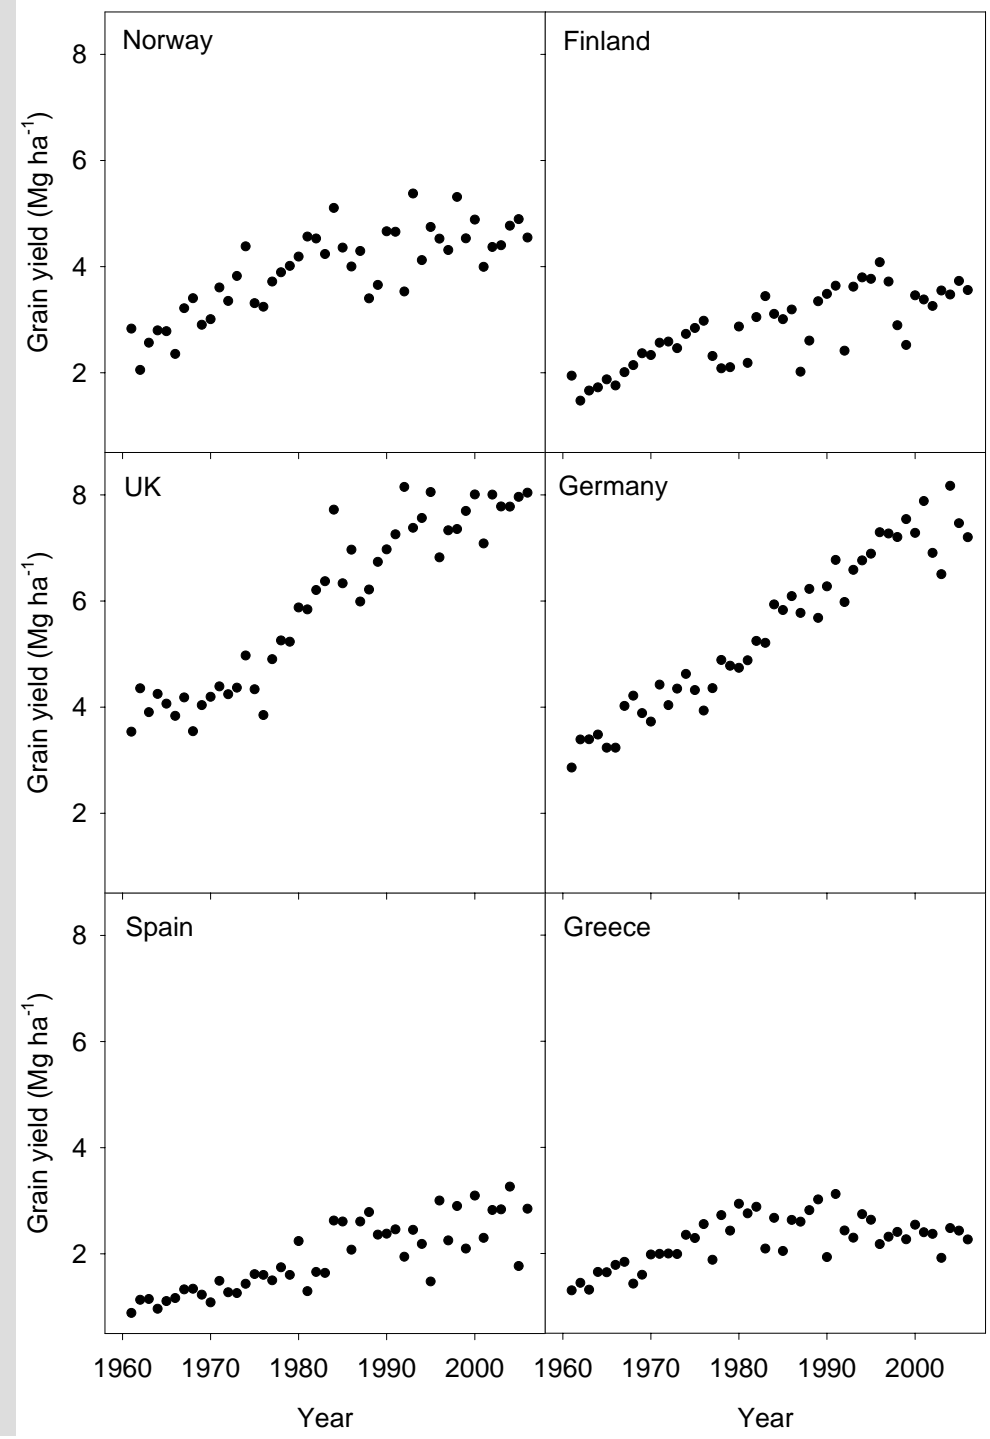 Norway
Finland
8
6
4
2
Grain yield (Mg ha-1)
UK
Germany
8
6
4
2
Grain yield (Mg ha-1)
Spain
Greece
8
6
4
2
Grain yield (Mg ha-1)
1960 1970 1980 1990 2000 1960 1970 1980 1990 2000
Year
Year